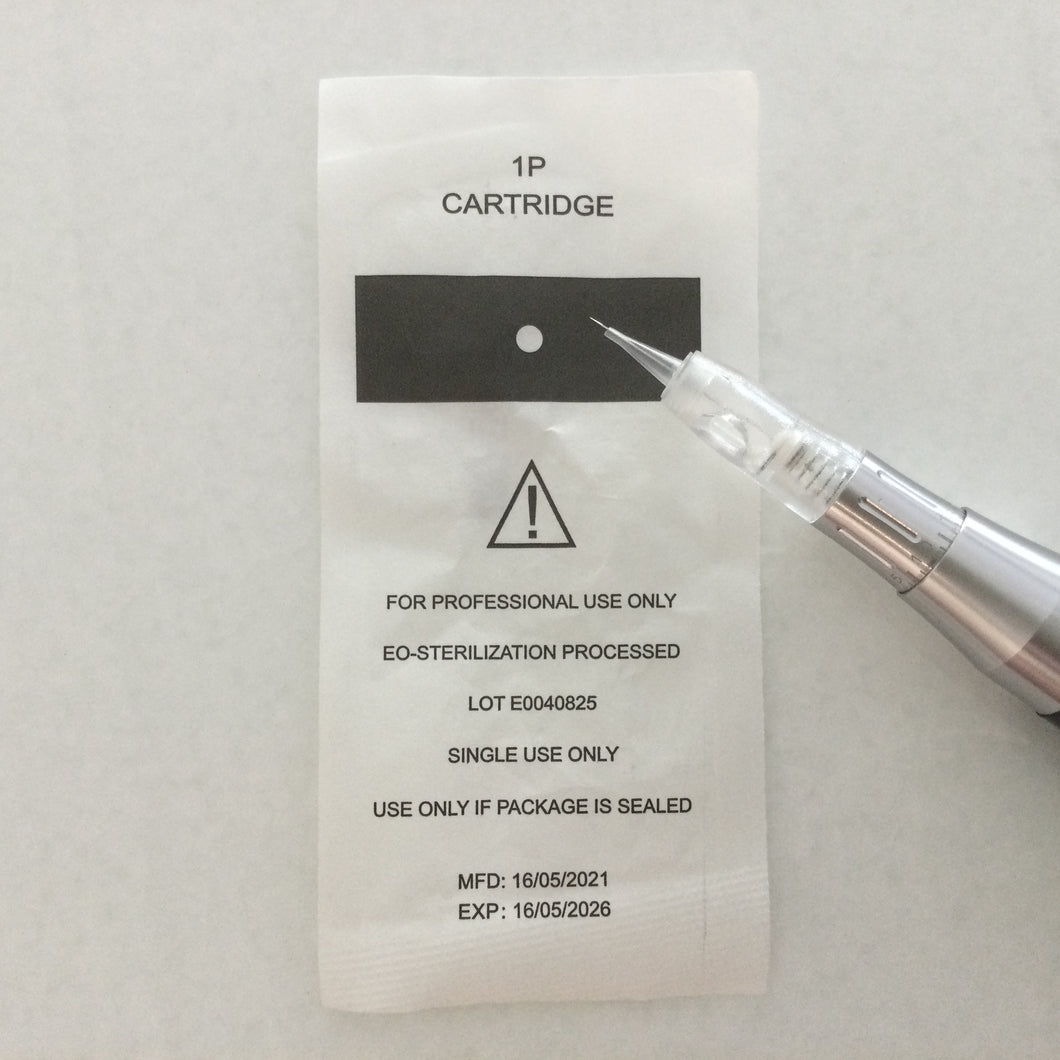 1P
CARTRIDGE
!
FOR PROFESSIONAL USE ONLY
EO-STERILIZATION PROCESSED
LOT E0040825
SINGLE USE ONLY
USE ONLY IF PACKAGE IS SEALED
MFD: 16/05/2021
EXP: 16/05/2026
5